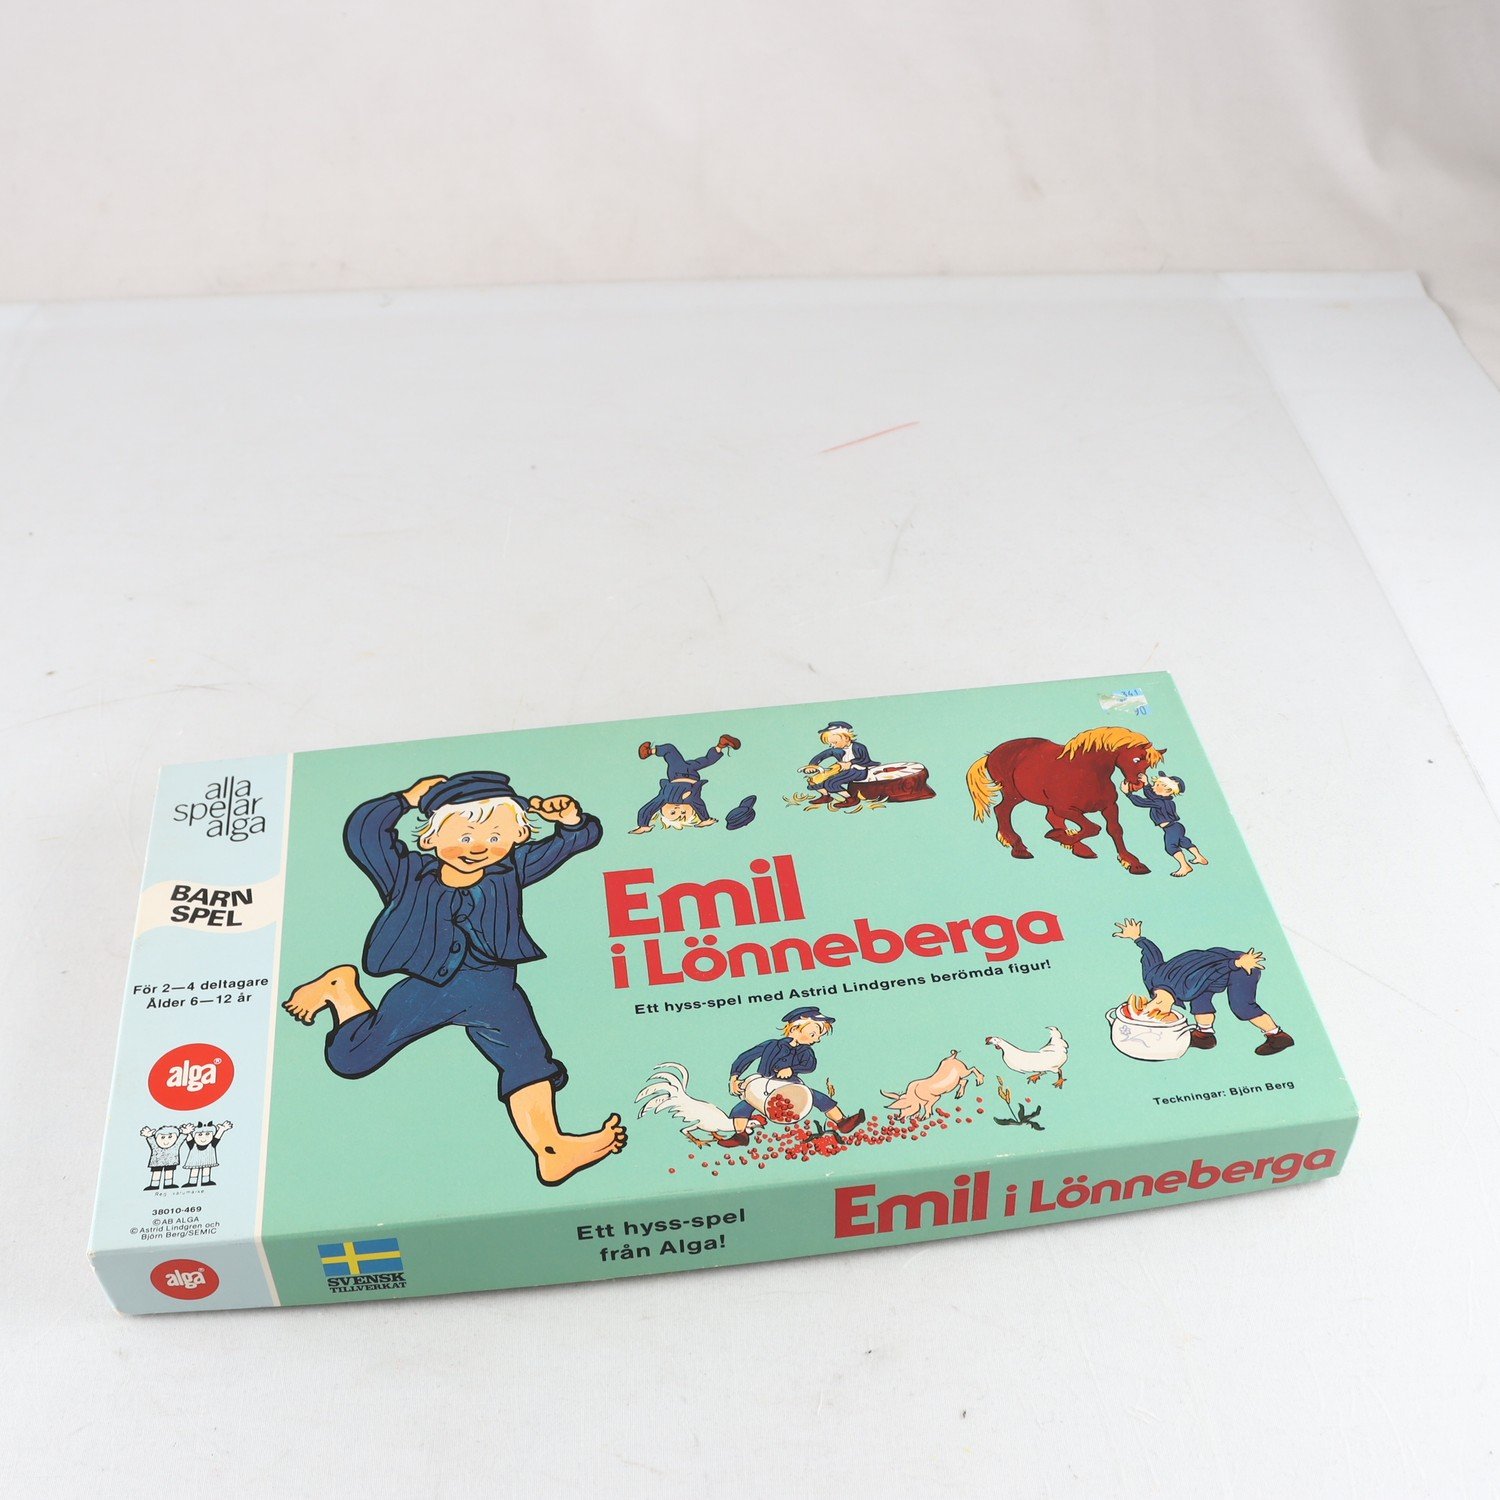 alla
spelar
alga
BARN
SPEL
För 2—4 deltagare
Ålder 6—12 år
alga®
Reg. varumärke
38010-469
© AB ALGA
© Astrid Lindgren och
Björn Berg/SEMIC
Emil
i Lönneberga
Ett hyss-spel med Astrid Lindgrens berömda figur!
Teckningar: Björn Berg
alga®
SVENSK
TILLVERKAT
Ett hyss-spel
från Alga!
Emil i Lönneberga